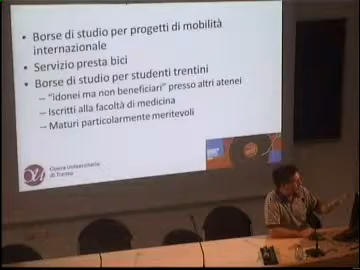 • Borse di studio per progetti di mobilità
internazionale
• Servizio presta bici
• Borse di studio per studenti trentini
– "idonei ma non beneficiari" presso altri atenei
– Iscritti alla facoltà di medicina
– Maturi particolarmente meritevoli
Opera Universitaria
di Trento